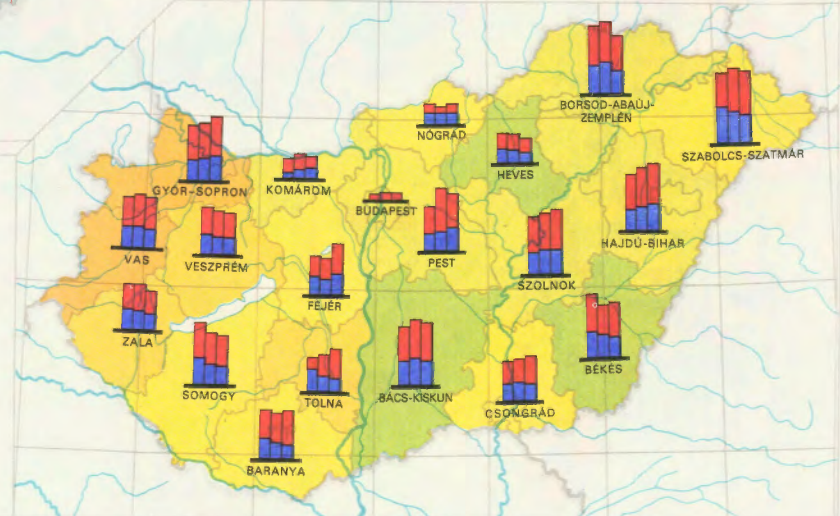 BORSOD-ABAÚJ-
ZEMPLÉN
NÓGRÁD
SZABOLCS-SZATMÁR
HEVES
GYŐR-SOPRON
KOMÁROM
BUDAPEST
HAJDÚ-BIHAR
VAS
VESZPRÉM
PEST
SZOLNOK
FEJÉR
ZALA
BÉKÉS
SOMOGY
TOLNA
BÁCS-KISKUN
CSONGRÁD
BARANYA